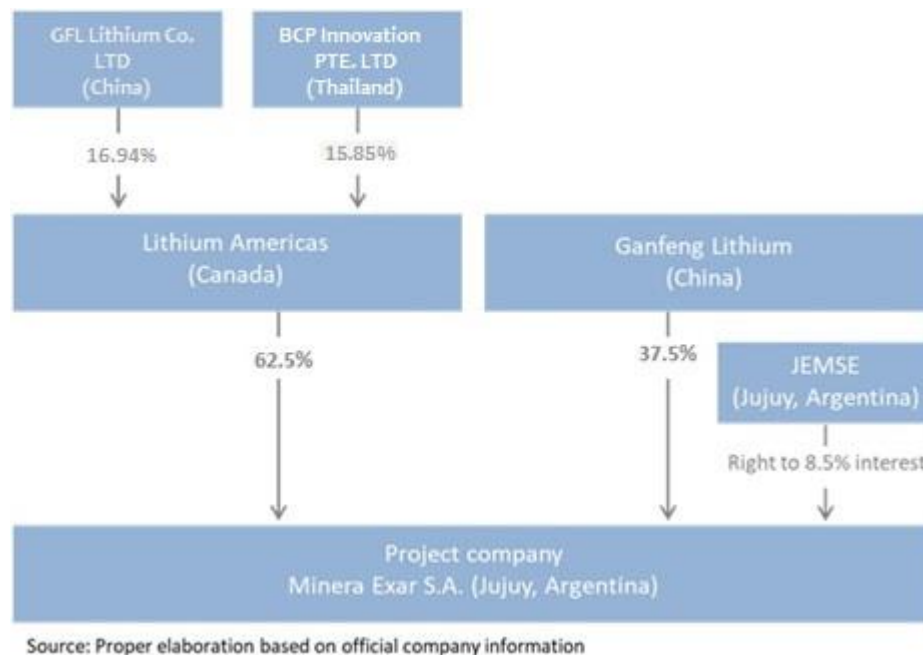 GFL Lithium Co.
LTD
(China)
BCP Innovation
PTE. LTD
(Thailand)
16.94%
15.85%
Lithium Americas
(Canada)
Ganfeng Lithium
(China)
62.5%
37.5%
JEMSE
(Jujuy, Argentina)
Right to 8.5% interest
Project company
Minera Exar S.A. (Jujuy, Argentina)
Source: Proper elaboration based on official company information